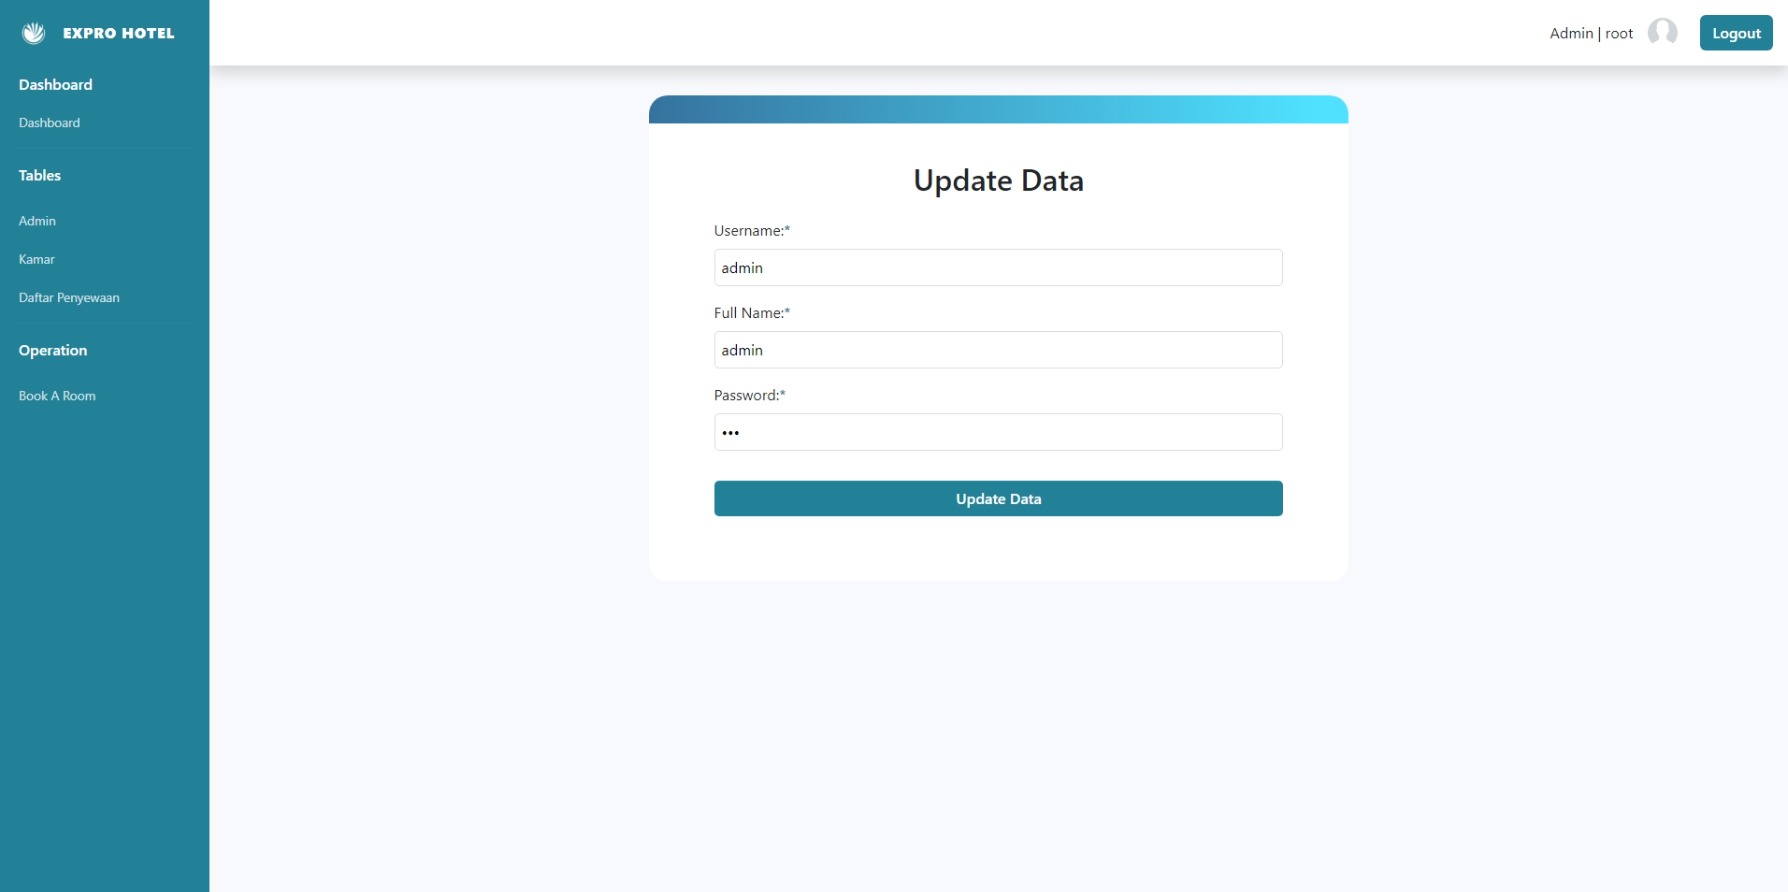 EXPRO HOTEL
Admin | root
Logout
Dashboard
Dashboard
Tables
Admin
Kamar
Daftar Penyewaan
Operation
Book A Room
Update Data
Username:*
admin
Full Name:*
admin
Password:*
•••
Update Data